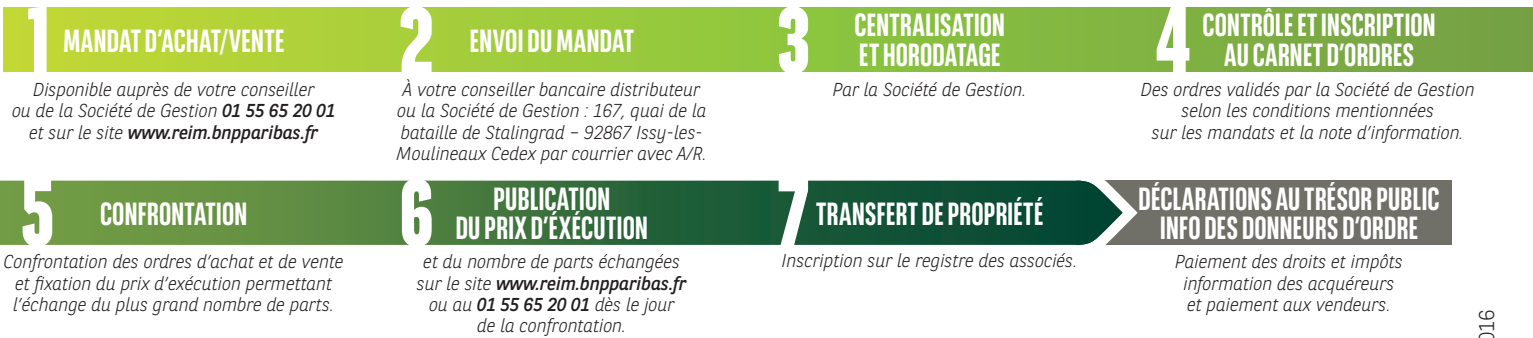 1 MANDAT D'ACHAT/VENTE
Disponible auprès de votre conseiller
ou de la Société de Gestion 01 55 65 20 01
et sur le site www.reim.bnpparibas.fr
2 ENVOI DU MANDAT
À votre conseiller bancaire distributeur
ou la Société de Gestion : 167, quai de la
bataille de Stalingrad – 92867 Issy-les-
Moulineaux Cedex par courrier avec A/R.
3 CENTRALISATION
ET HORODATAGE
Par la Société de Gestion.
4 CONTRÔLE ET INSCRIPTION
AU CARNET D'ORDRES
Des ordres validés par la Société de Gestion
selon les conditions mentionnées
sur les mandats et la note d'information.
5 CONFRONTATION
Confrontation des ordres d'achat et de vente
et fixation du prix d'exécution permettant
l'échange du plus grand nombre de parts.
6 PUBLICATION
DU PRIX D'ÉXÉCUTION
et du nombre de parts échangées
sur le site www.reim.bnpparibas.fr
ou au 01 55 65 20 01 dès le jour
de la confrontation.
7 TRANSFERT DE PROPRIÉTÉ
Inscription sur le registre des associés.
DÉCLARATIONS AU TRÉSOR PUBLIC
INFO DES DONNEURS D'ORDRE
Paiement des droits et impôts
information des acquéreurs
et paiement aux vendeurs.